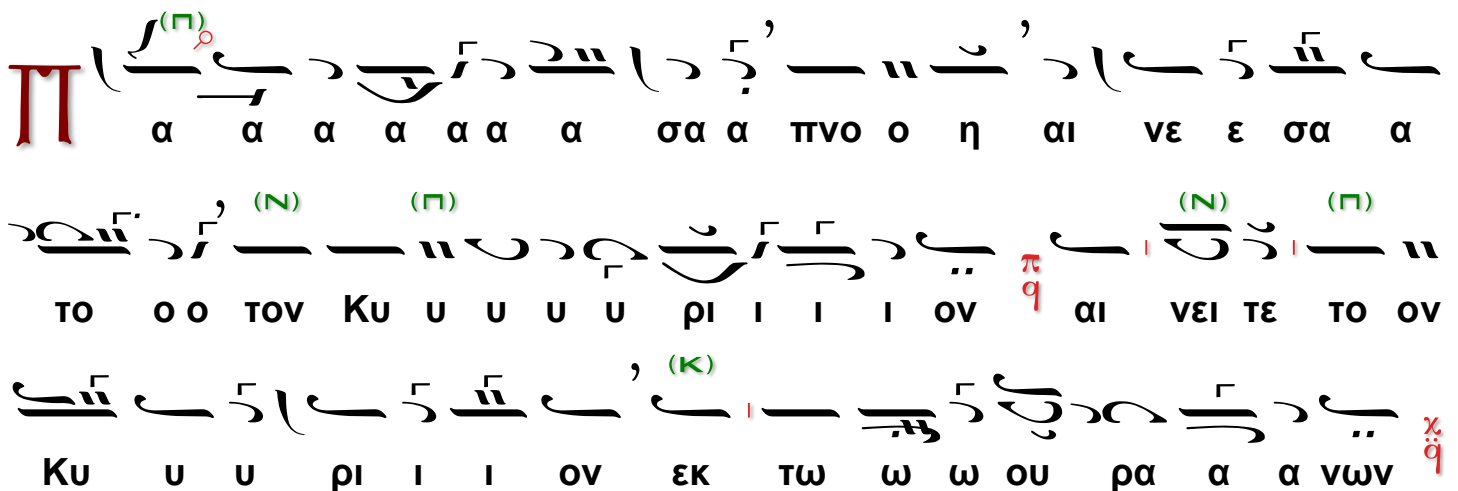 Π α α α α α α α σα α πνο ο η αι νε ε σα α
το ο ο τον Κυ υ υ υ υ ρι ι ι ι ον αι νει τε το ον
Κυ υ υ ρι ι ι ον εκ τω ω ω ου ρα α α νων